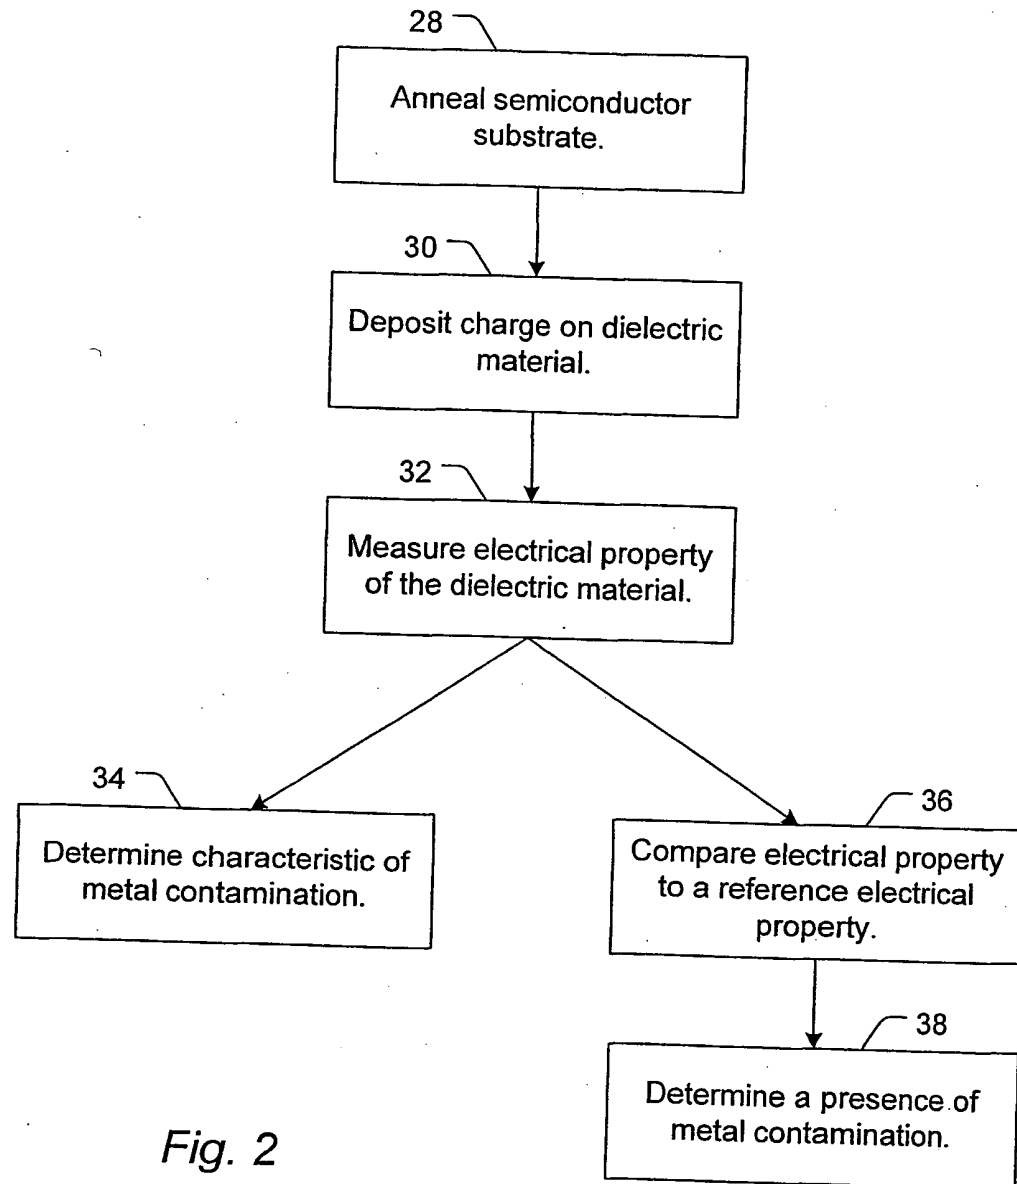 28
Anneal semiconductor
substrate.
30
Deposit charge on dielectric
material.
32
Measure electrical property
of the dielectric material.
34
Determine characteristic of
metal contamination.
36
Compare electrical property
to a reference electrical
property.
38
Determine a presence of
metal contamination.
Fig. 2